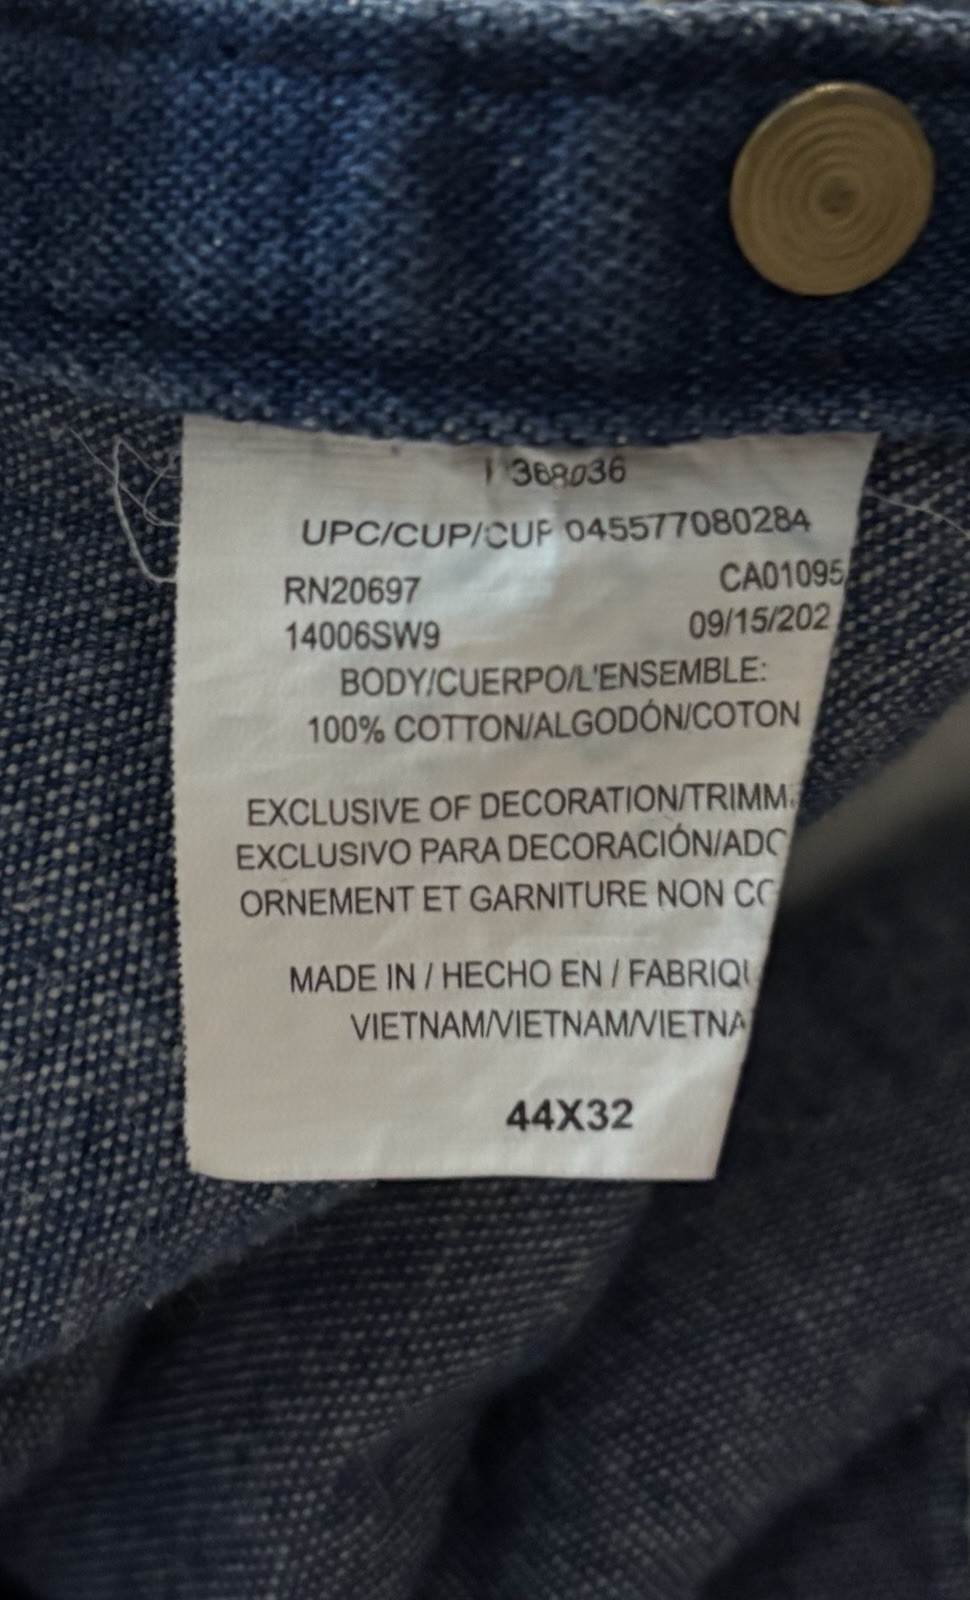 368036
UPC/CUP/CUP 045577080284
RN20697 CA01095
14006SW9 09/15/202
BODY/CUERPO/L'ENSEMBLE:
100% COTTON/ALGODÓN/COTON
EXCLUSIVE OF DECORATION/TRIMM
EXCLUSIVO PARA DECORACIÓN/ADO
ORNEMENT ET GARNITURE NON CO
MADE IN / HECHO EN / FABRIQU
VIETNAM/VIETNAM/VIETNA
44X32